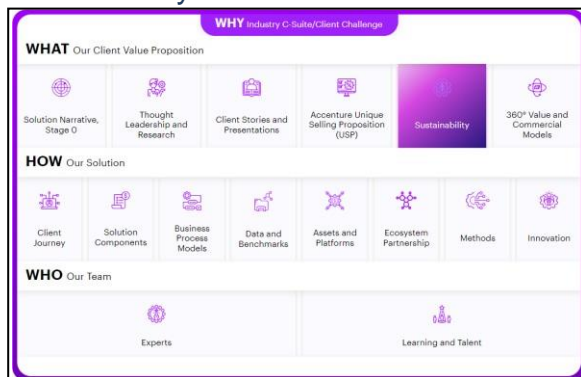 WHY Industry C-Suite/Client Challenge
WHAT Our Client Value Proposition
Solution Narrative,
Stage 0
Thought
Leadership and
Research
Client Stories and
Presentations
Accenture Unique
Selling Proposition
(USP)
Sustainability
360° Value and
Commercial
Models
HOW Our Solution
Client
Journey
Solution
Components
Business
Process
Models
Data and
Benchmarks
Assets and
Platforms
Ecosystem
Partnership
Methods
Innovation
WHO Our Team
Experts
Learning and Talent